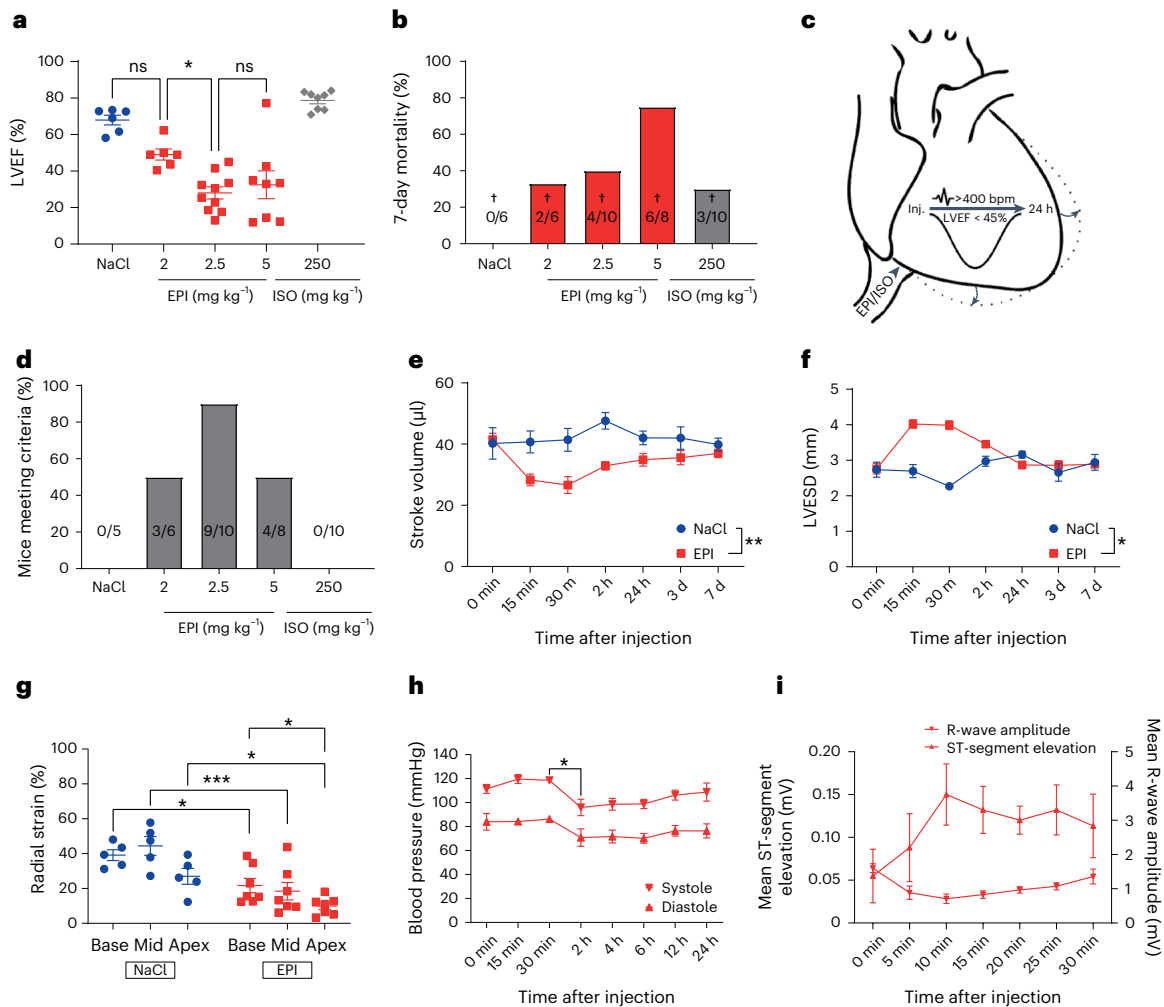 a
LVEF (%)
100
80
60
40
20
0
ns
*
ns
NaCl
2
2.5
5
250
EPI (mg kg⁻¹)
ISO (mg kg⁻¹)
b
7-day mortality (%)
100
80
60
40
20
0
†
†
†
†
†
0/6
2/6
4/10
6/8
3/10
NaCl
2
2.5
5
250
EPI (mg kg⁻¹)
ISO (mg kg⁻¹)
c
>400 bpm
Inj.
24 h
LVEF < 45%
EPI/ISO
d
Mice meeting criteria (%)
100
80
60
40
20
0
0/5
3/6
9/10
4/8
0/10
NaCl
2
2.5
5
250
EPI (mg kg⁻¹)
ISO (mg kg⁻¹)
e
Stroke volume (µl)
60
40
20
0
NaCl
EPI
**
0 min
15 min
30 m
2 h
24 h
3 d
7 d
Time after injection
f
LVESD (mm)
5
4
3
2
1
0
NaCl
EPI
*
0 min
15 min
30 m
2 h
24 h
3 d
7 d
Time after injection
g
Radial strain (%)
100
80
60
40
20
0
*
*
***
*
Base Mid Apex
Base Mid Apex
NaCl
EPI
h
Blood pressure (mmHg)
140
120
100
80
60
40
20
0
*
Systole
Diastole
0 min
15 min
30 min
2 h
4 h
6 h
12 h
24 h
Time after injection
i
R-wave amplitude
ST-segment elevation
Mean ST-segment
elevation (mV)
0.20
0.15
0.10
0.05
0
5
4
3
2
1
0
Mean R-wave amplitude
(mV)
0 min
5 min
10 min
15 min
20 min
25 min
30 min
Time after injection